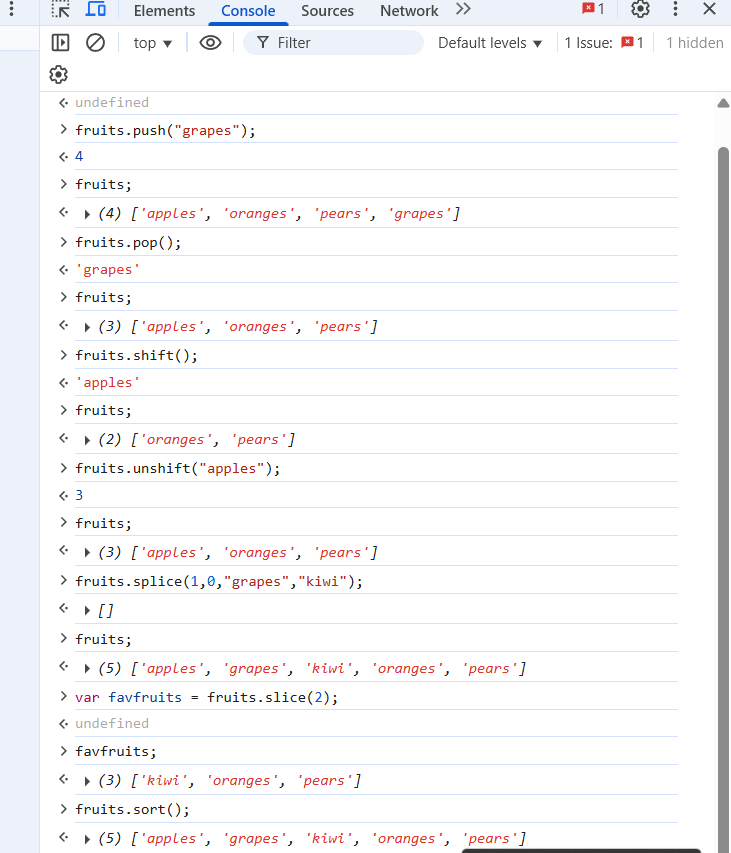 Elements Console Sources Network 1
top Filter Default levels 1 Issue: 1 1 hidden
undefined
fruits.push("grapes");
4
fruits;
(4) ['apples', 'oranges', 'pears', 'grapes']
fruits.pop();
'grapes'
fruits;
(3) ['apples', 'oranges', 'pears']
fruits.shift();
'apples'
fruits;
(2) ['oranges', 'pears']
fruits.unshift("apples");
3
fruits;
(3) ['apples', 'oranges', 'pears']
fruits.splice(1,0,"grapes","kiwi");
[]
fruits;
(5) ['apples', 'grapes', 'kiwi', 'oranges', 'pears']
var favfruits = fruits.slice(2);
undefined
favfruits;
(3) ['kiwi', 'oranges', 'pears']
fruits.sort();
(5) ['apples', 'grapes', 'kiwi', 'oranges', 'pears']